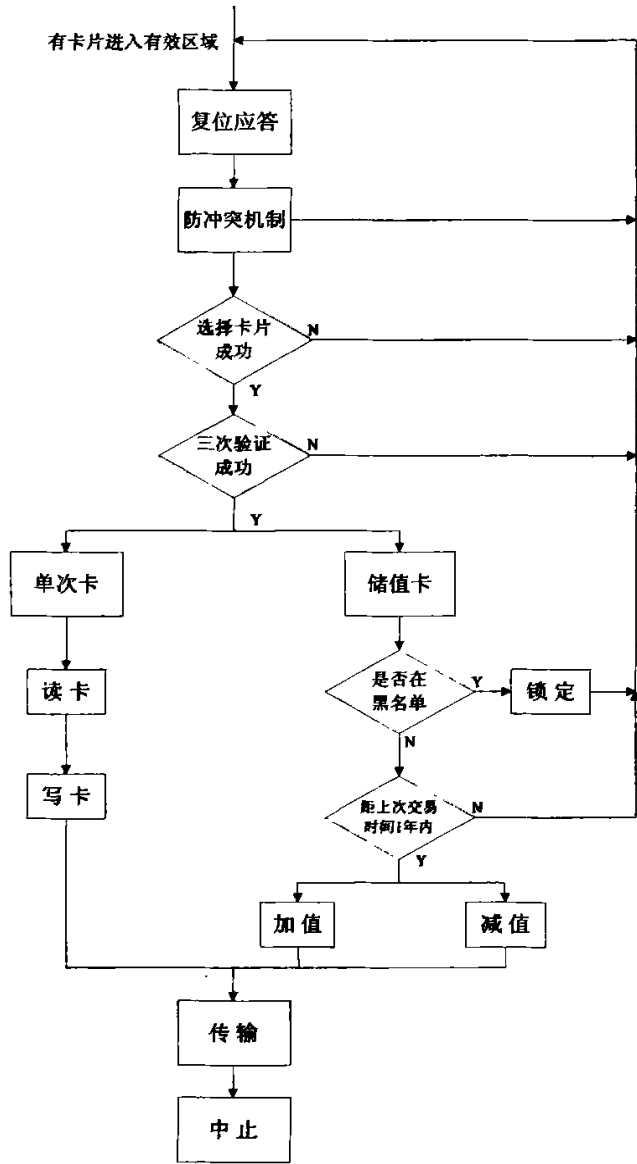 有卡片进入有效区域
复位应答
防冲突机制
选择卡片
成功
N
Y
三次验证
成功
N
Y
单次卡
储值卡
读卡
是否在
黑名单
Y
锁定
N
写卡
距上次交易
时间1年内
N
Y
加值
减值
传输
中止